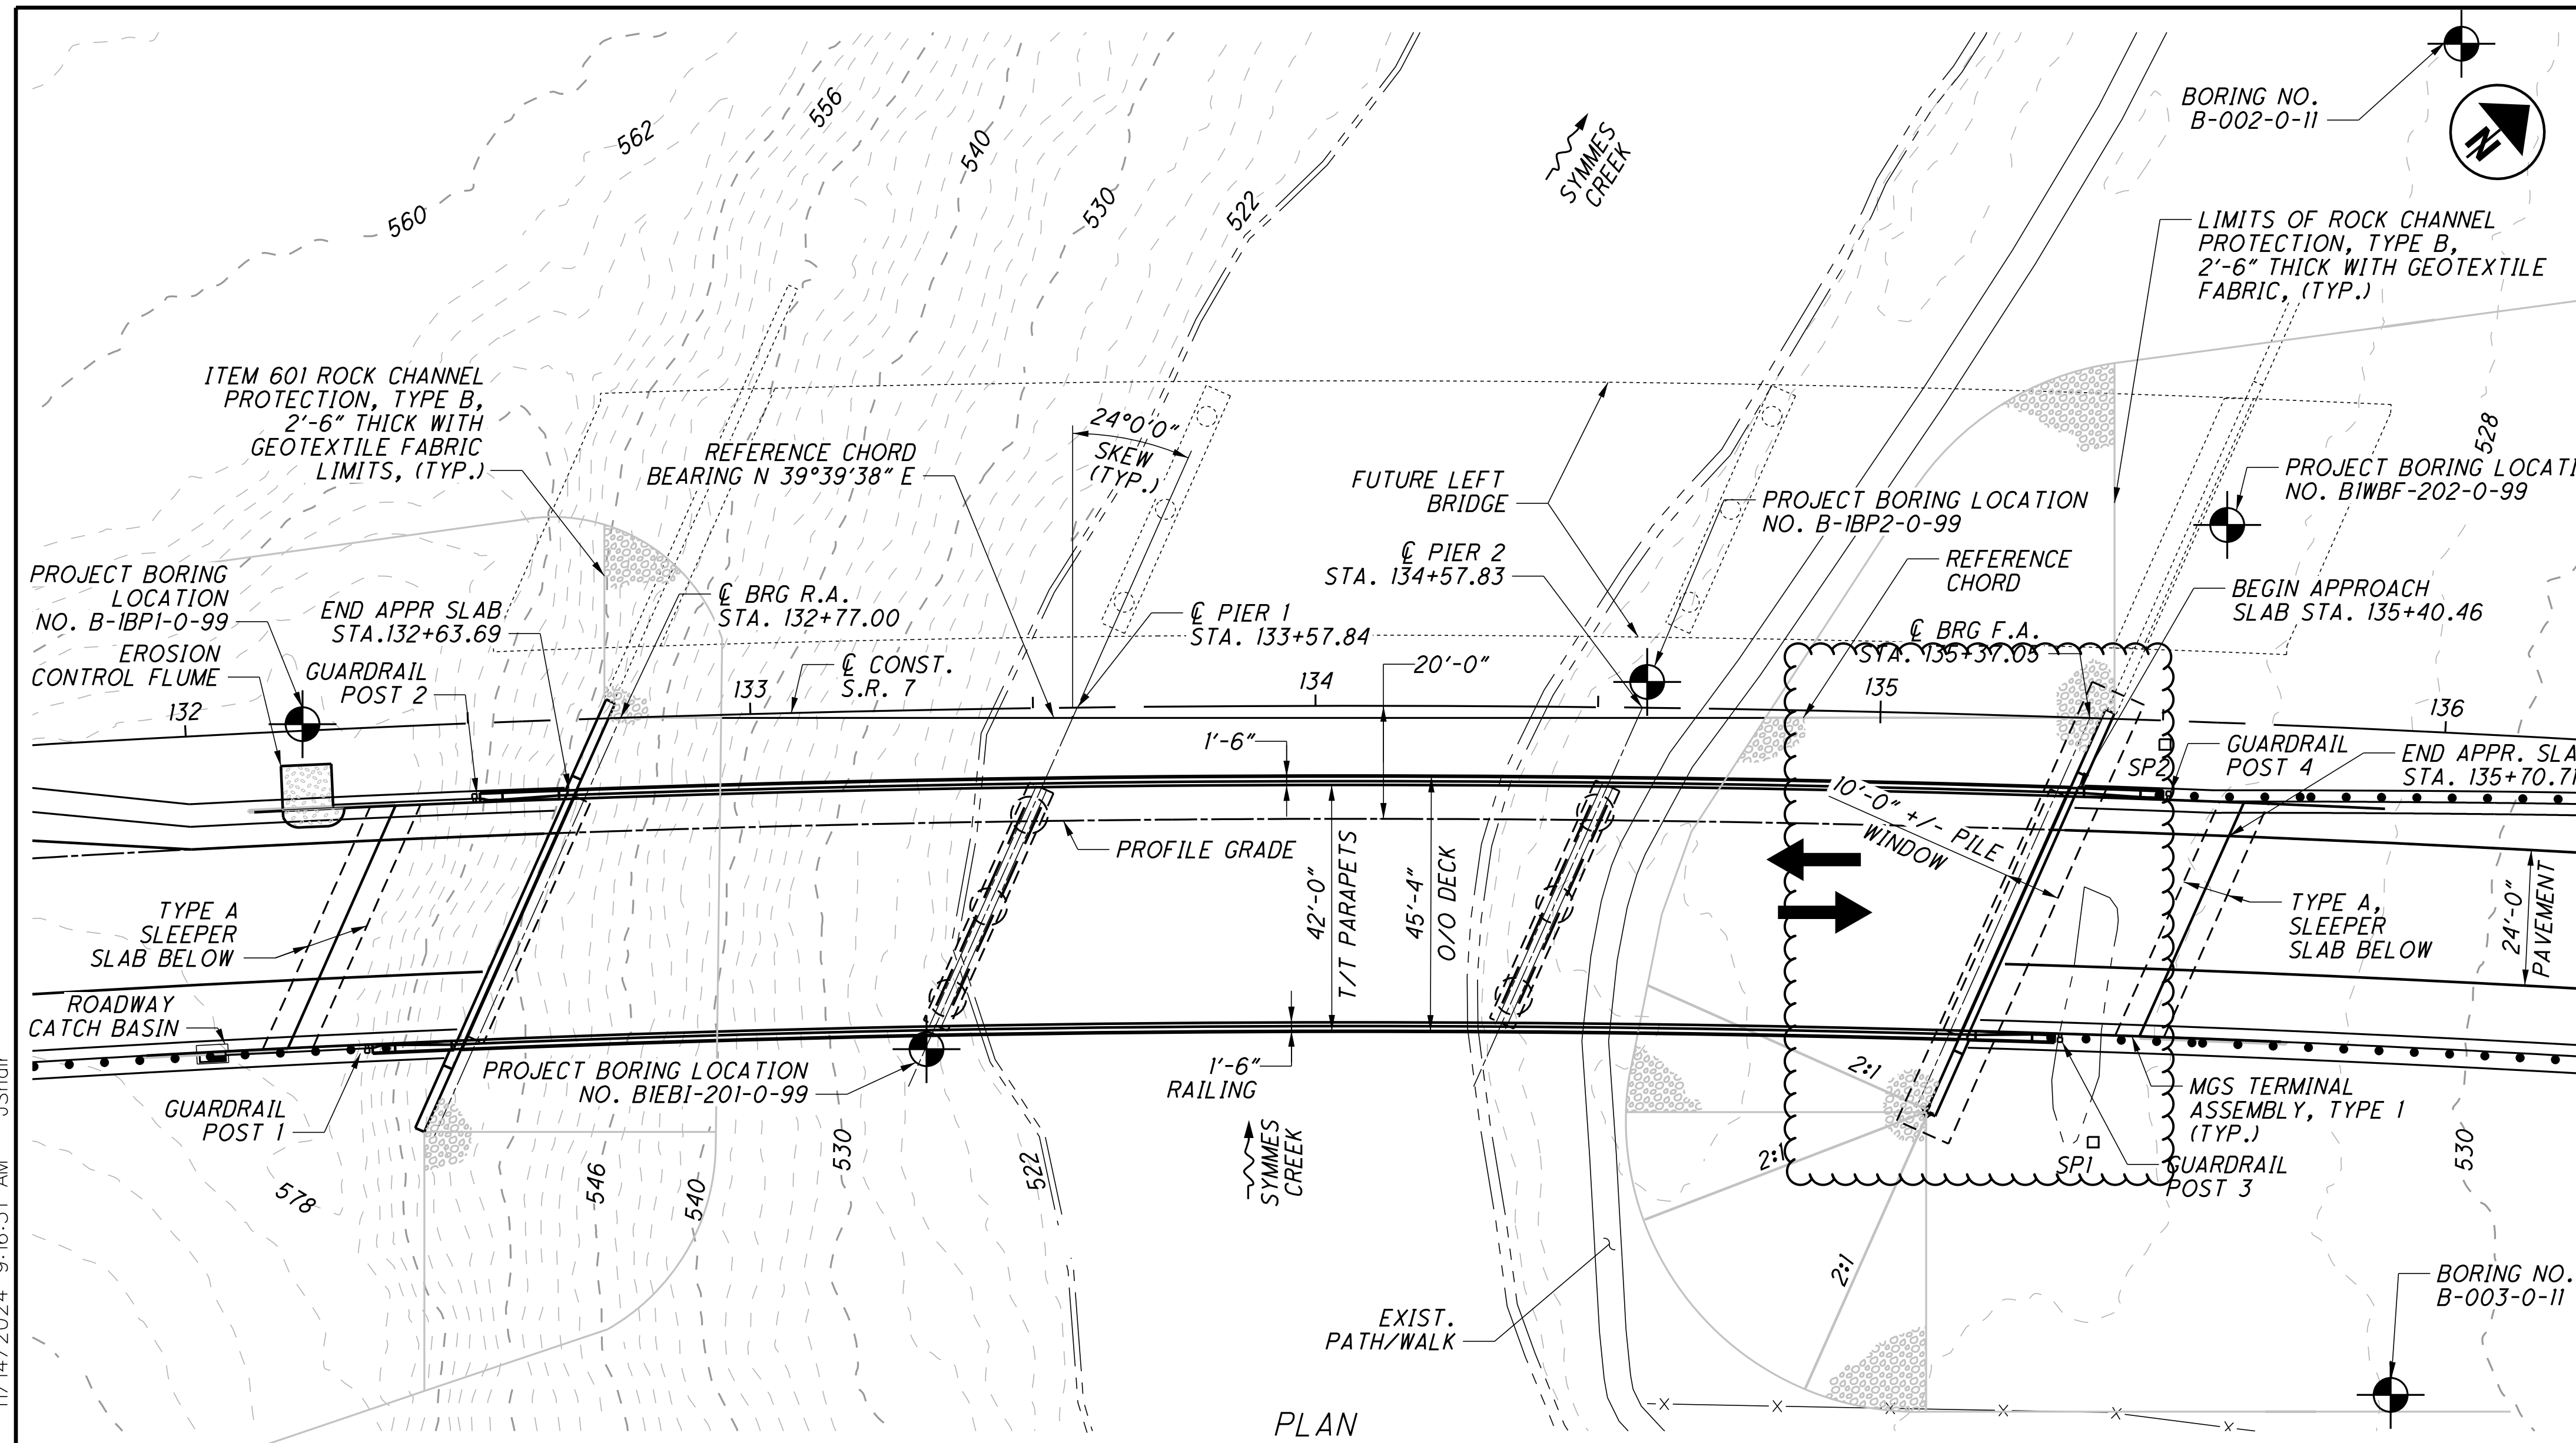 BORING NO.
B-002-0-11
N
562
556
540
530
522
560
SYMMES
CREEK
LIMITS OF ROCK CHANNEL
PROTECTION, TYPE B,
2'-6" THICK WITH GEOTEXTILE
FABRIC, (TYP.)
ITEM 601 ROCK CHANNEL
PROTECTION, TYPE B,
2'-6" THICK WITH
GEOTEXTILE FABRIC
LIMITS, (TYP.)
REFERENCE CHORD
BEARING N 39°39'38" E
24°0'0"
SKEW
(TYP.)
FUTURE LEFT
BRIDGE
PROJECT BORING LOCATION
NO. B-1BP2-0-99
528
PROJECT BORING LOCATI
NO. B1WBF-202-0-99
℄ PIER 2
STA. 134+57.83
REFERENCE
CHORD
BEGIN APPROACH
SLAB STA. 135+40.46
PROJECT BORING
LOCATION
NO. B-1BP1-0-99
END APPR SLAB
STA.132+63.69
℄ BRG R.A.
STA. 132+77.00
℄ PIER 1
STA. 133+57.84
℄ BRG F.A.
STA. 135+37.05
EROSION
CONTROL FLUME
GUARDRAIL
POST 2
℄ CONST.
S.R. 7
20'-0"
132
133
134
135
136
1'-6"
SP2
GUARDRAIL
POST 4
END APPR. SLA
STA. 135+70.71
10'-0" +/- PILE
WINDOW
PROFILE GRADE
42'-0"
T/T PARAPETS
45'-4"
O/O DECK
TYPE A
SLEEPER
SLAB BELOW
TYPE A,
SLEEPER
SLAB BELOW
24'-0"
PAVEMENT
ROADWAY
CATCH BASIN
PROJECT BORING LOCATION
NO. B1EBI-201-0-99
1'-6"
RAILING
2:1
MGS TERMINAL
ASSEMBLY, TYPE 1
(TYP.)
GUARDRAIL
POST 1
578
546
540
530
522
SYMMES
CREEK
2:1
SP1
GUARDRAIL
POST 3
530
2:1
BORING NO.
B-003-0-11
EXIST.
PATH/WALK
X X X X X X
PLAN